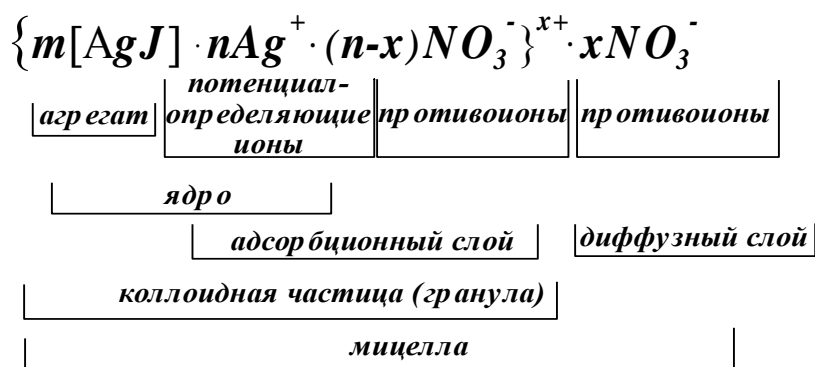 {m[AgJ] · nAg⁺ · (n-x)NO₃⁻}ˣ⁺ · xNO₃⁻
агрегат потенциал-определяющие ионы противоионы противоионы
ядро
адсорбционный слой диффузный слой
коллоидная частица (гранула)
мицелла